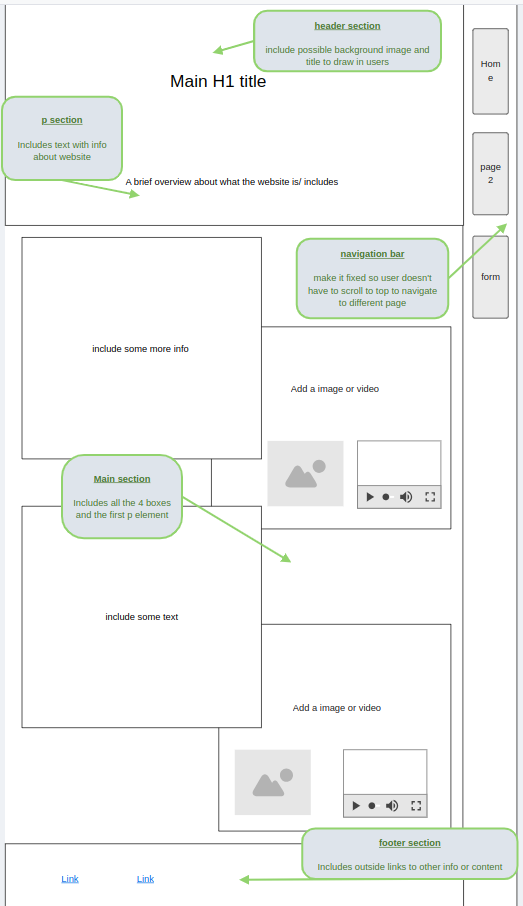 header section
include possible background image and
title to draw in users
Main H1 title
Hom
e
p section
Includes text with info
about website
page
2
A brief overview about what the website is/ includes
navigation bar
make it fixed so user doesn't
have to scroll to top to navigate
to different page
form
include some more info
Add a image or video
Main section
Includes all the 4 boxes
and the first p element
include some text
Add a image or video
footer section
Includes outside links to other info or content
Link
Link